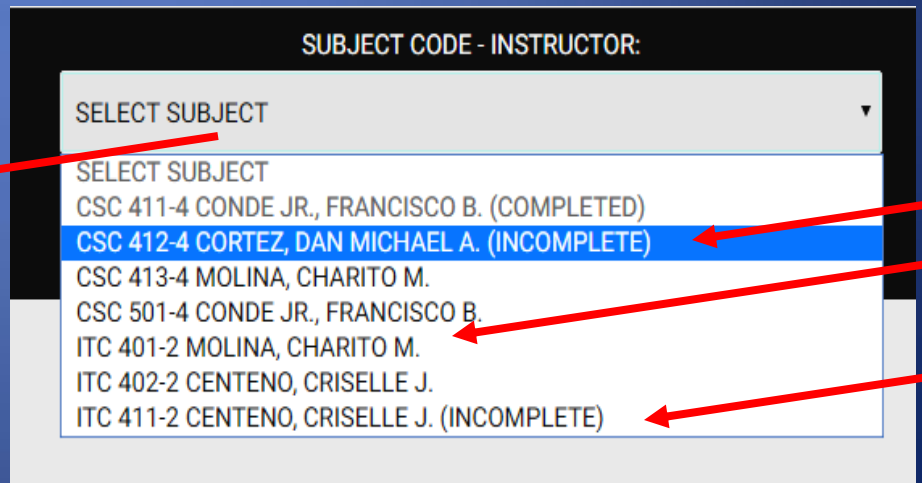 SUBJECT CODE - INSTRUCTOR:
SELECT SUBJECT
SELECT SUBJECT
CSC 411-4 CONDE JR., FRANCISCO B. (COMPLETED)
CSC 412-4 CORTEZ, DAN MICHAEL A. (INCOMPLETE)
CSC 413-4 MOLINA, CHARITO M.
CSC 501-4 CONDE JR., FRANCISCO B.
ITC 401-2 MOLINA, CHARITO M.
ITC 402-2 CENTENO, CRISELLE J.
ITC 411-2 CENTENO, CRISELLE J. (INCOMPLETE)